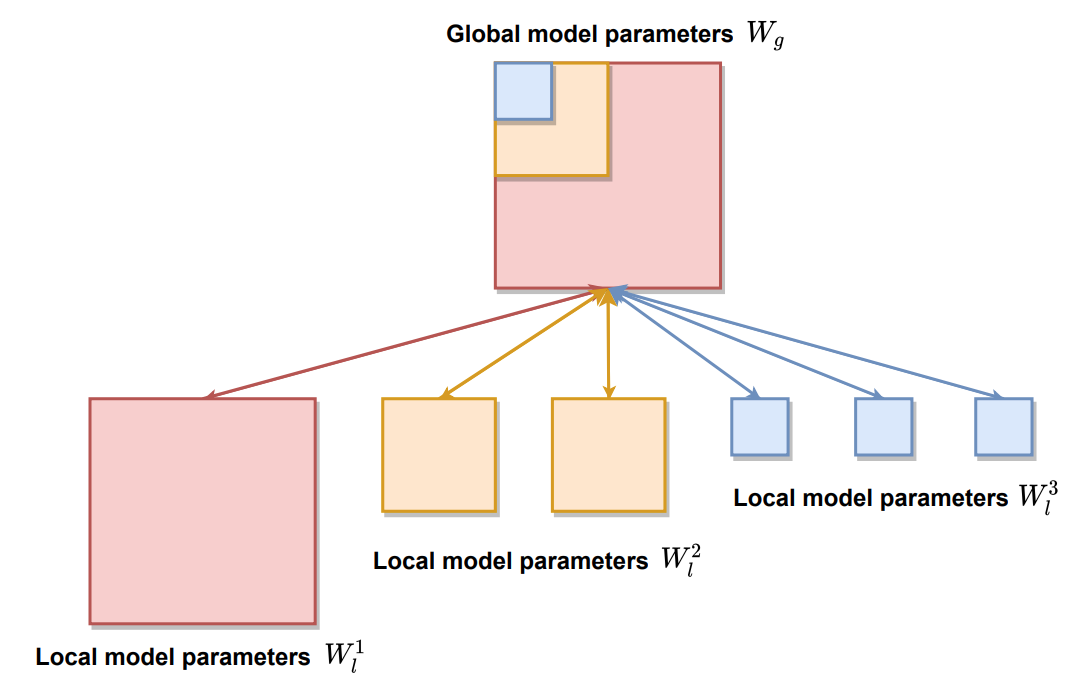 Global model parameters $W_g$
Local model parameters $W_l^3$
Local model parameters $W_l^2$
Local model parameters $W_l^1$